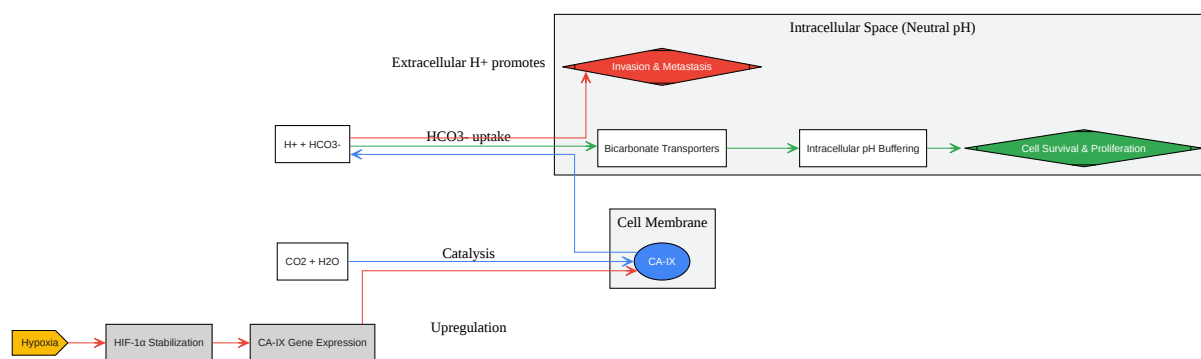 Intracellular Space (Neutral pH)
Extracellular H+ promotes
Invasion & Metastasis
H+ + HCO3-
HCO3- uptake
Bicarbonate Transporters
Intracellular pH Buffering
Cell Survival & Proliferation
Cell Membrane
CO2 + H2O
Catalysis
CA-IX
Upregulation
Hypoxia
HIF-1α Stabilization
CA-IX Gene Expression